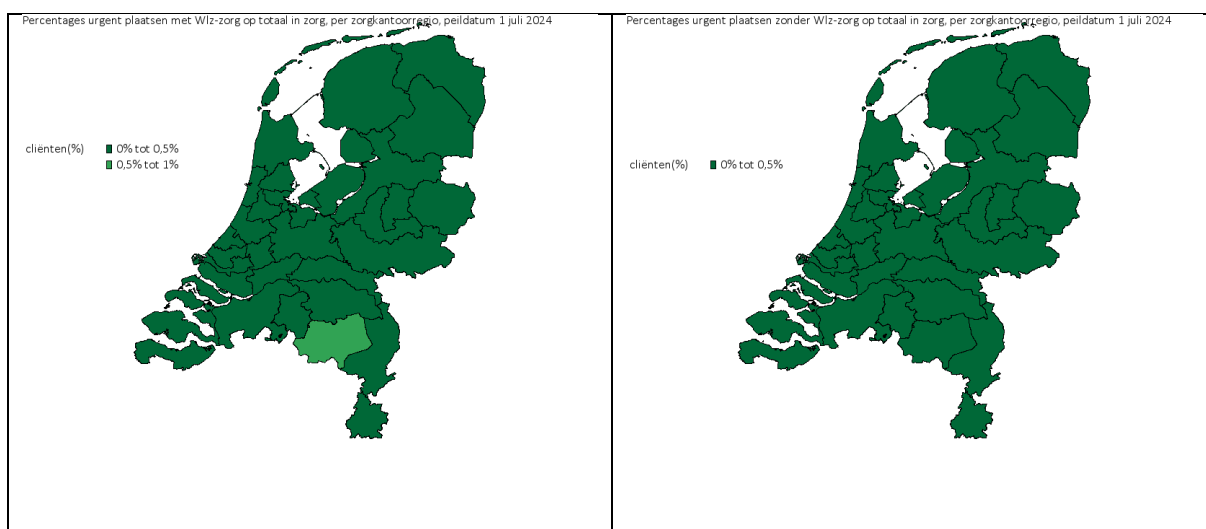 Percentages urgent plaatsen met Wlz-zorg op totaal in zorg, per zorgkantoorregio, peildatum 1 juli 2024
cliënten(%)
0% tot 0,5%
0,5% tot 1%
Percentages urgent plaatsen zonder Wlz-zorg op totaal in zorg, per zorgkantoorregio, peildatum 1 juli 2024
cliënten(%)
0% tot 0,5%